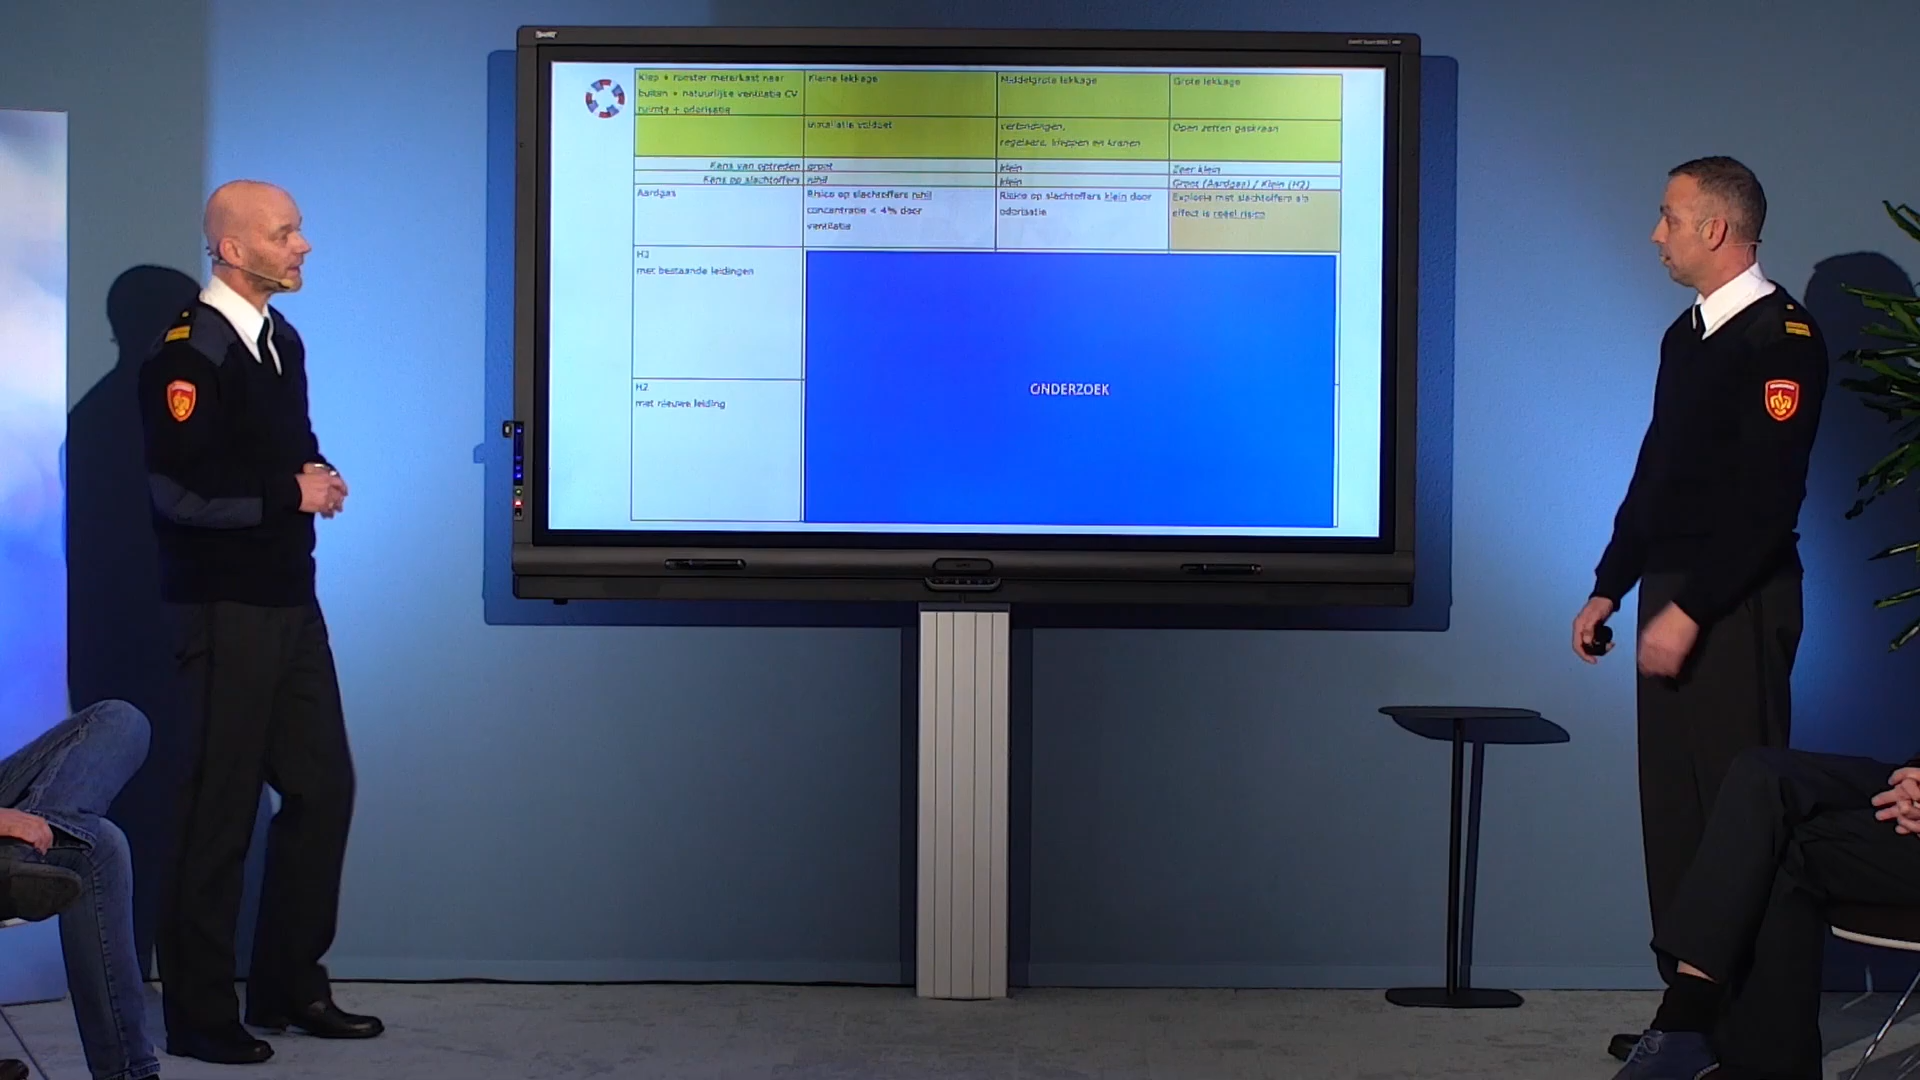 Klep + rooster meterkast naar
buiten + natuurlijke ventilatie CV
ruimte + odorisatie
Kleine lekkage
Middelgrote lekkage
Grote lekkage
installatie voldoet
verbindingen,
regelaars, kleppen en kranen
Open zetten gaskraan
Kans van optreden
groot
klein
Zeer klein
Kans op slachtoffers
nihil
klein
Groot (Aardgas) / Klein (H2)
Aardgas
Risico op slachtoffers nihil
concentratie < 4% door
ventilatie
Risico op slachtoffers klein door
odorisatie
Explosie met slachtoffers als
effect is reeel risico
H2
met bestaande leidingen
H2
met nieuwe leiding
ONDERZOEK